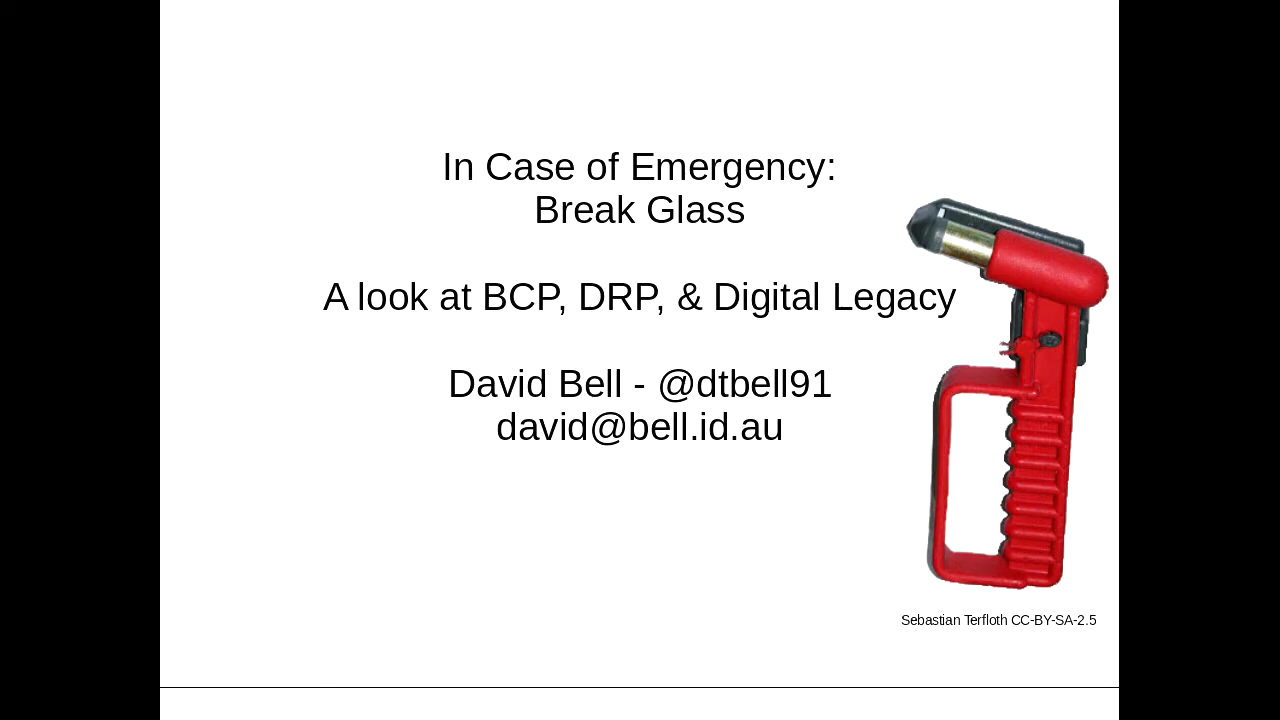 In Case of Emergency:
Break Glass
A look at BCP, DRP, & Digital Legacy
David Bell - @dtbell91
david@bell.id.au
Sebastian Terfloth CC-BY-SA-2.5